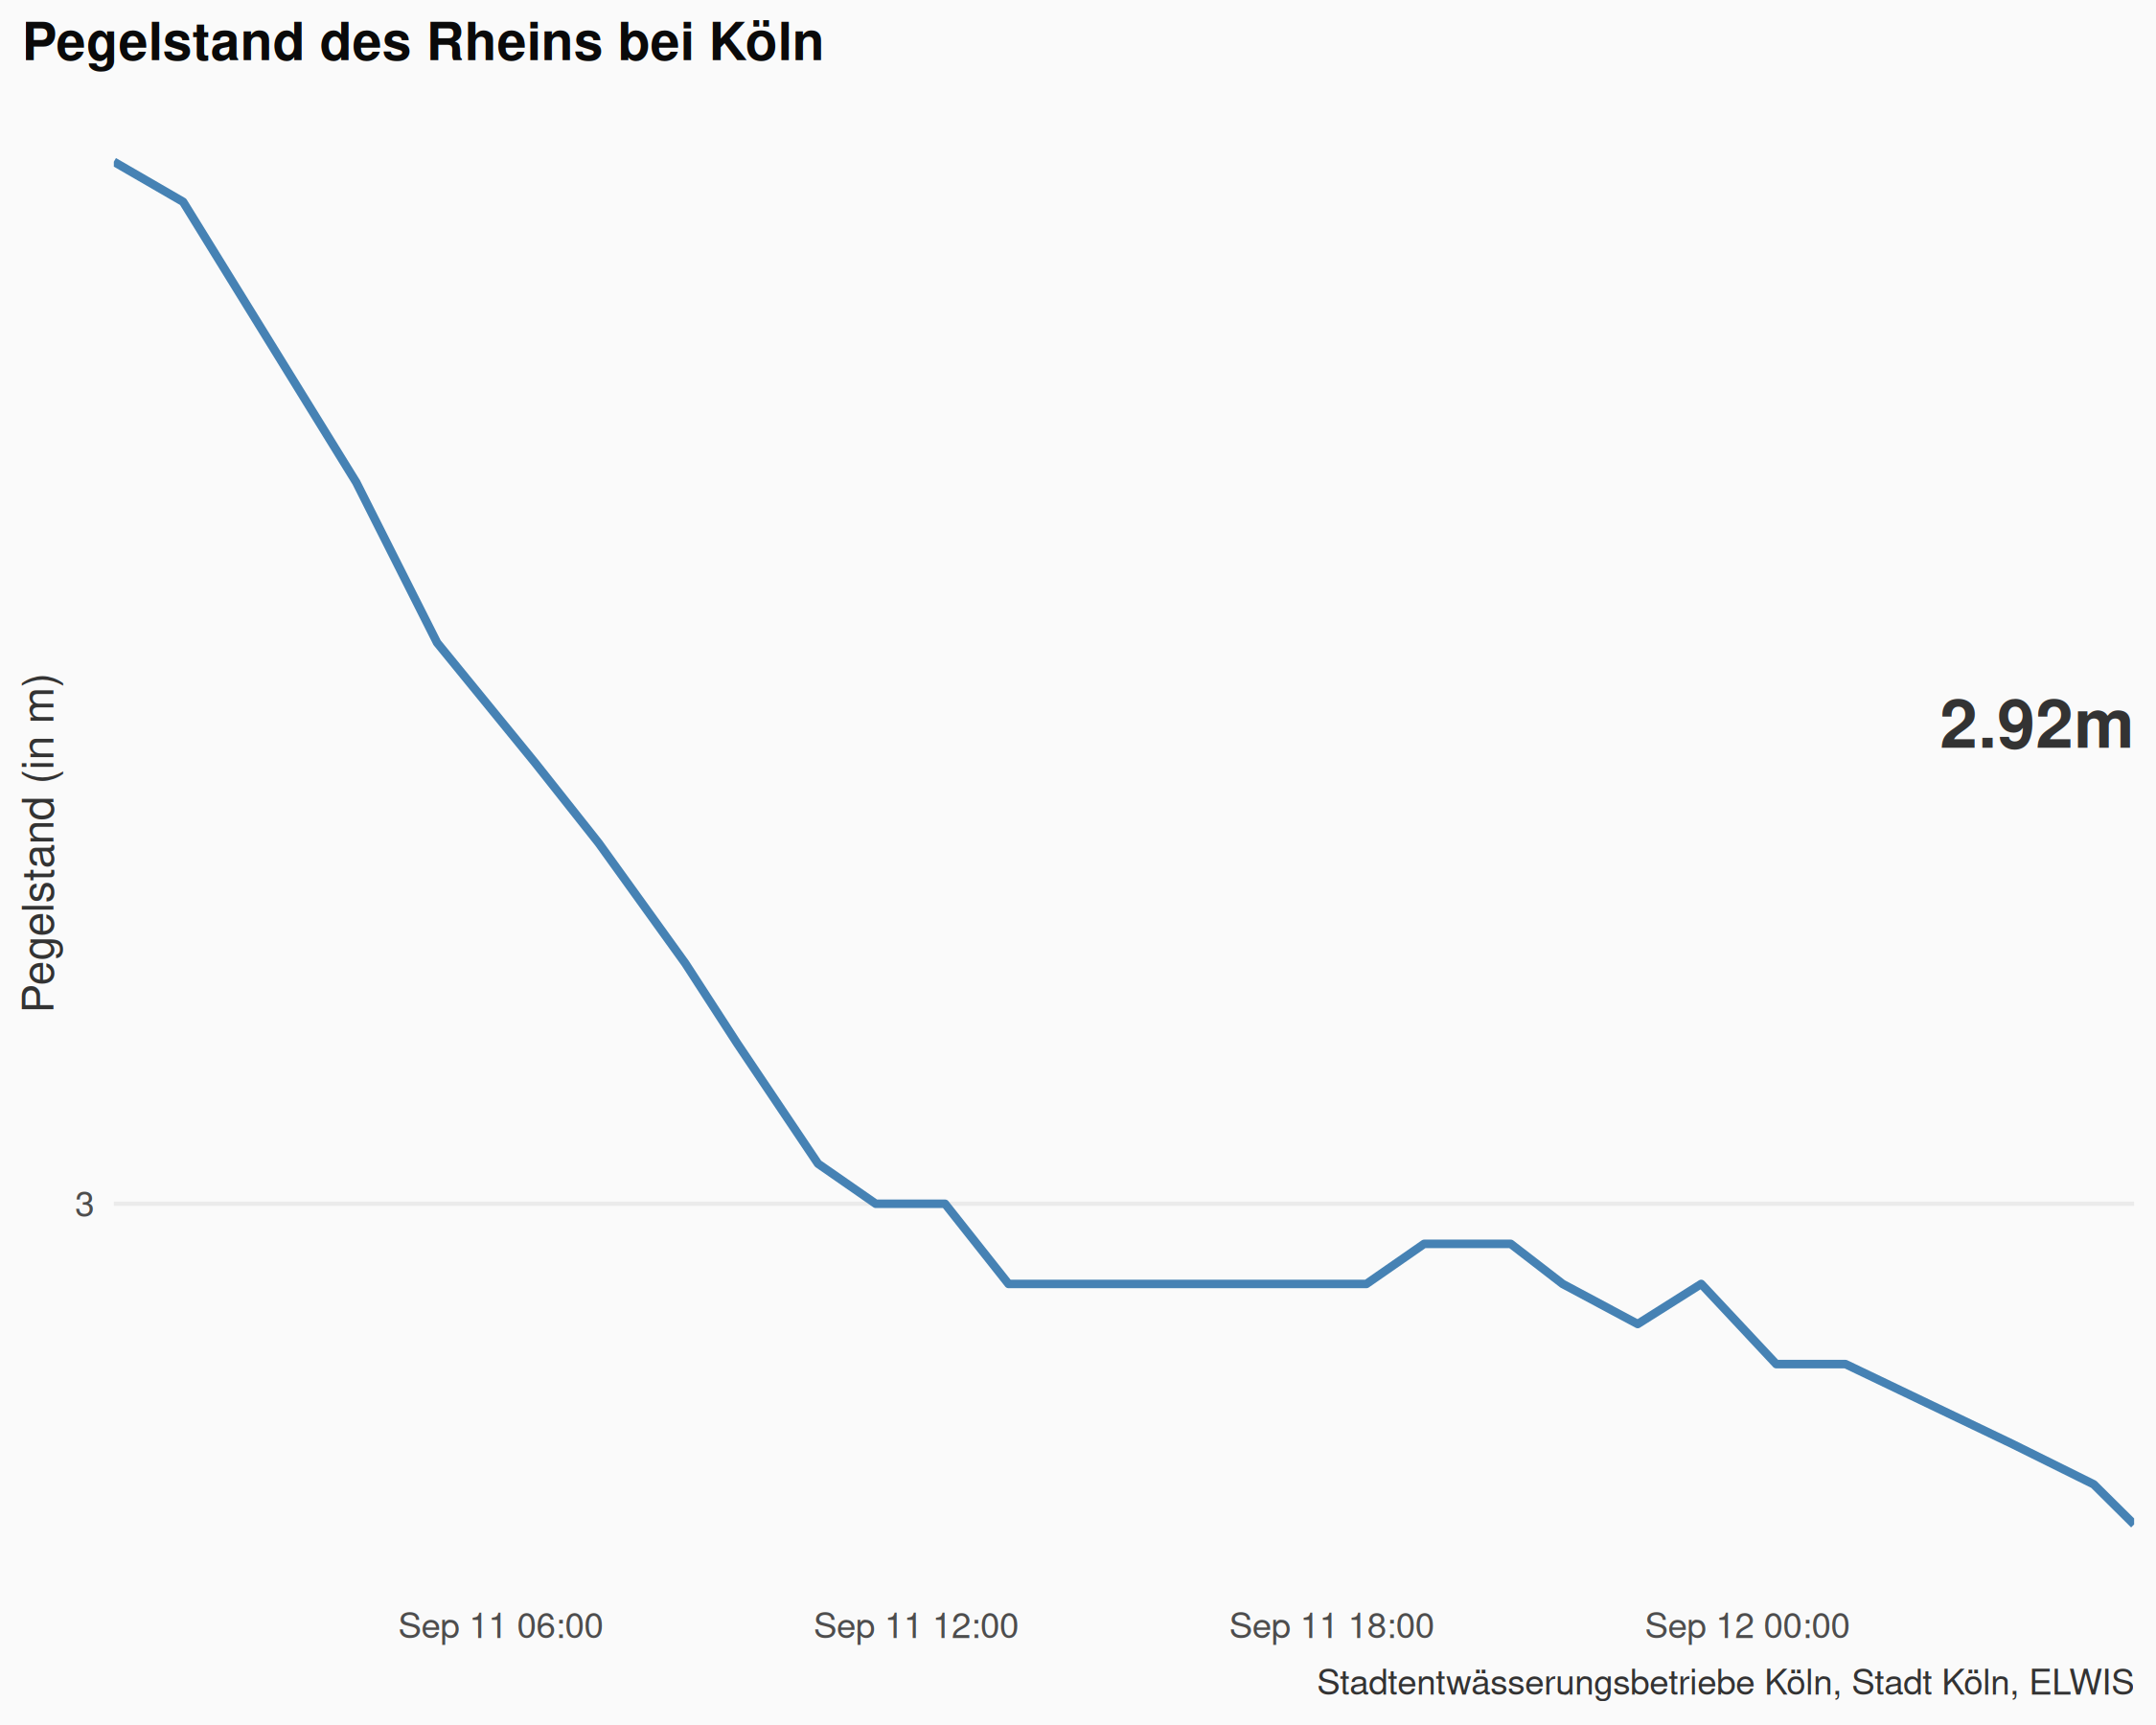 Pegelstand des Rheins bei Köln
Pegelstand (in m)
2.92m
3
Sep 11 06:00
Sep 11 12:00
Sep 11 18:00
Sep 12 00:00
Stadtentwässerungsbetriebe Köln, Stadt Köln, ELWIS